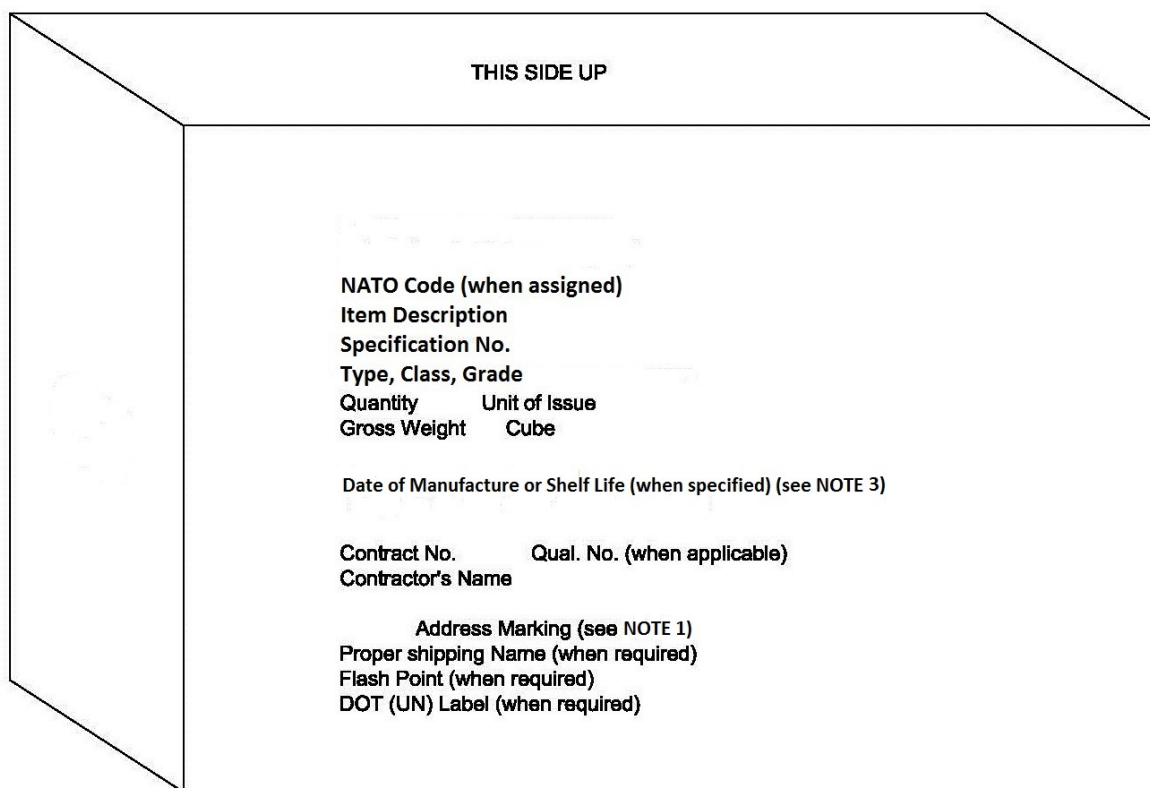 THIS SIDE UP
NATO Code (when assigned)
Item Description
Specification No.
Type, Class, Grade
Quantity Unit of Issue
Gross Weight Cube
Date of Manufacture or Shelf Life (when specified) (see NOTE 3)
Contract No. Qual. No. (when applicable)
Contractor's Name
Address Marking (see NOTE 1)
Proper shipping Name (when required)
Flash Point (when required)
DOT (UN) Label (when required)